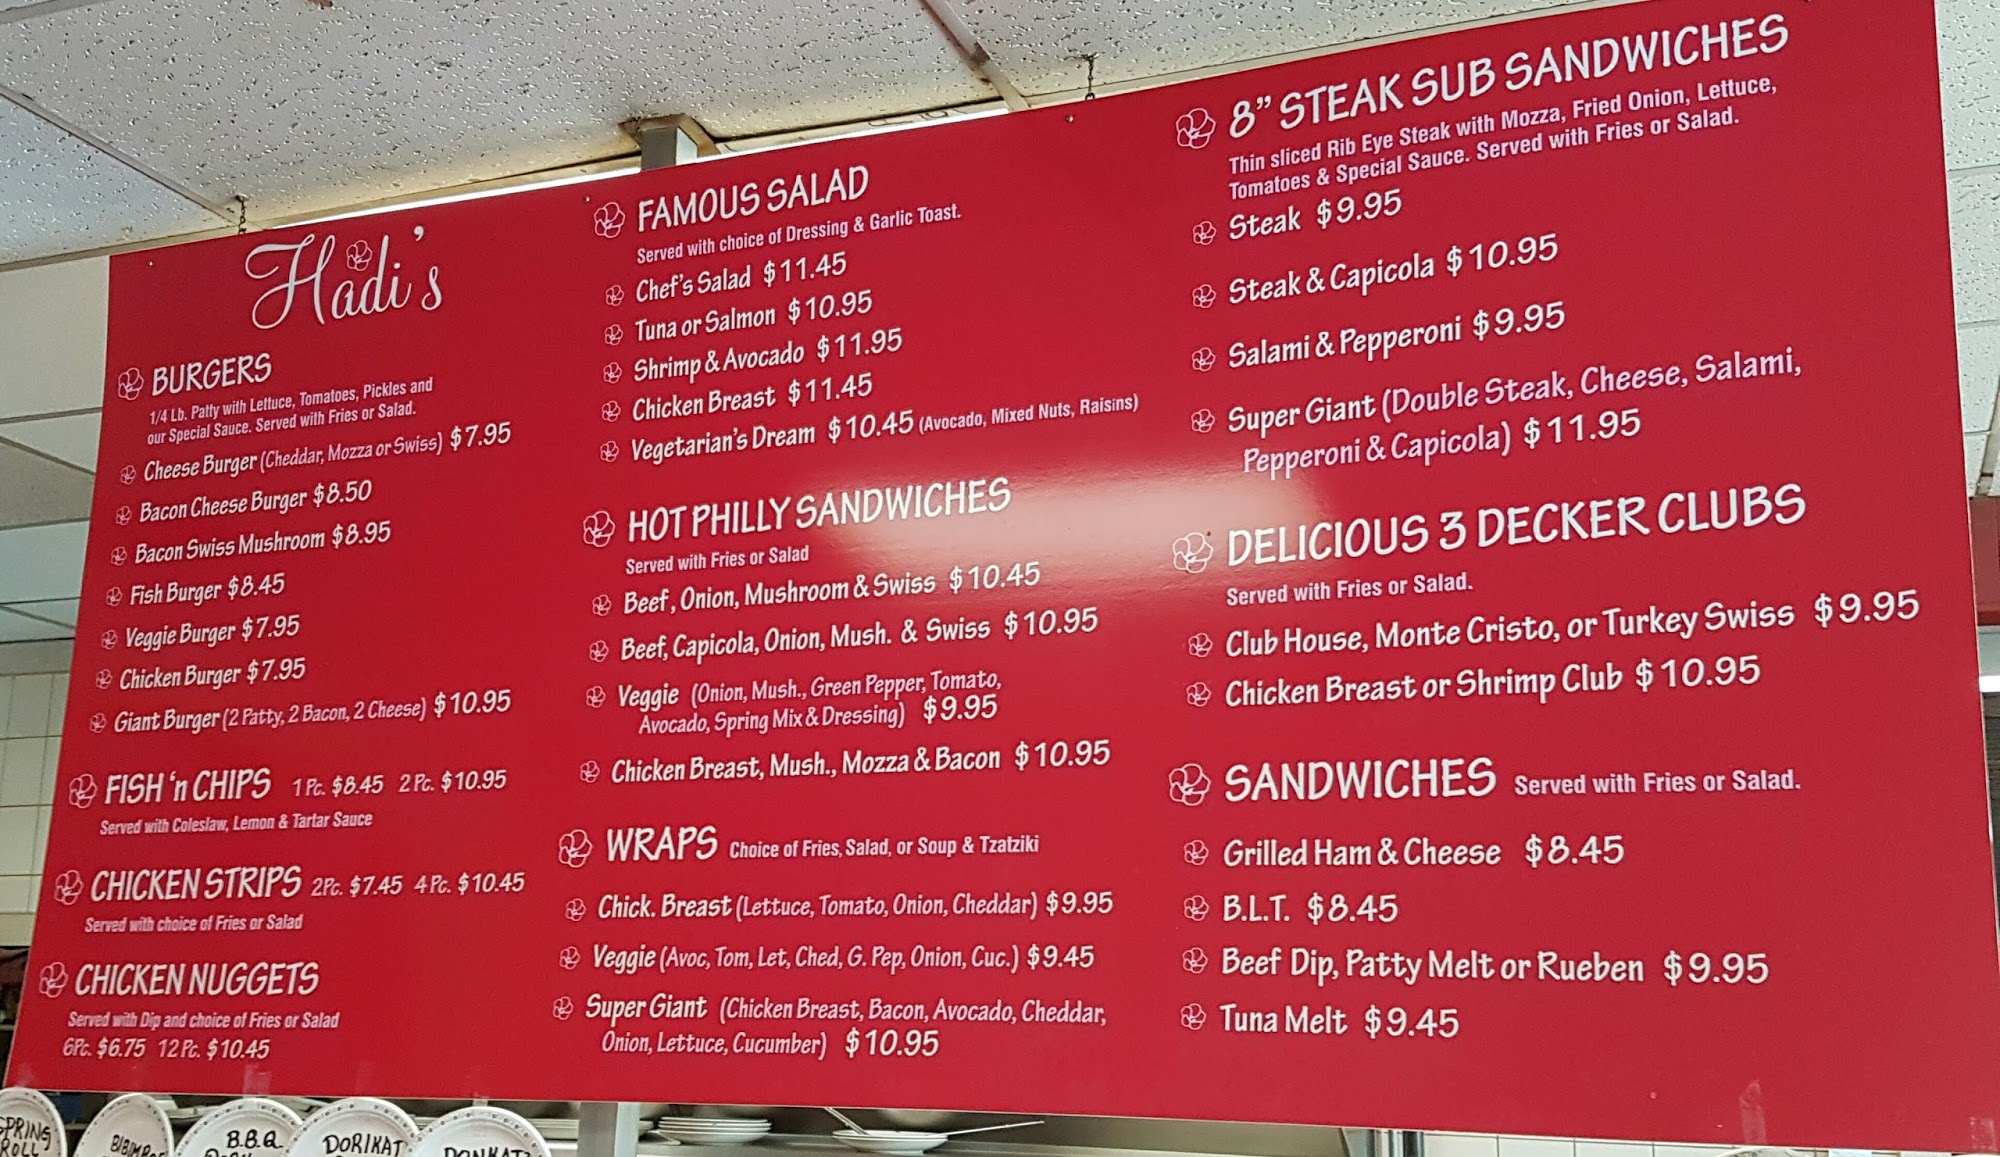 Hadi's
BURGERS
1/4 Lb. Patty with Lettuce, Tomatoes, Pickles and
our Special Sauce. Served with Fries or Salad.
Cheese Burger (Cheddar, Mozza or Swiss) $7.95
Bacon Cheese Burger $8.50
Bacon Swiss Mushroom $8.95
Fish Burger $8.45
Veggie Burger $7.95
Chicken Burger $7.95
Giant Burger (2 Patty, 2 Bacon, 2 Cheese) $10.95
FISH 'n CHIPS 1 Pc. $8.45 2 Pc. $10.95
Served with Coleslaw, Lemon & Tartar Sauce
CHICKEN STRIPS 2Pc. $7.45 4 Pc. $10.45
Served with choice of Fries or Salad
CHICKEN NUGGETS
Served with Dip and choice of Fries or Salad
6Pc. $6.75 12 Pc. $10.45
FAMOUS SALAD
Served with choice of Dressing & Garlic Toast.
Chef's Salad $11.45
Tuna or Salmon $10.95
Shrimp & Avocado $11.95
Chicken Breast $11.45
Vegetarian's Dream $10.45 (Avocado, Mixed Nuts, Raisins)
HOT PHILLY SANDWICHES
Served with Fries or Salad
Beef, Onion, Mushroom & Swiss $10.45
Beef, Capicola, Onion, Mush. & Swiss $10.95
Veggie (Onion, Mush., Green Pepper, Tomato,
Avocado, Spring Mix & Dressing) $9.95
Chicken Breast, Mush., Mozza & Bacon $10.95
WRAPS Choice of Fries, Salad, or Soup & Tzatziki
Chick. Breast (Lettuce, Tomato, Onion, Cheddar) $9.95
Veggie (Avoc, Tom, Let, Ched, G. Pep, Onion, Cuc.) $9.45
Super Giant (Chicken Breast, Bacon, Avocado, Cheddar,
Onion, Lettuce, Cucumber) $10.95
8" STEAK SUB SANDWICHES
Thin sliced Rib Eye Steak with Mozza, Fried Onion, Lettuce,
Tomatoes & Special Sauce. Served with Fries or Salad.
Steak $9.95
Steak & Capicola $10.95
Salami & Pepperoni $9.95
Super Giant (Double Steak, Cheese, Salami,
Pepperoni & Capicola) $11.95
DELICIOUS 3 DECKER CLUBS
Served with Fries or Salad.
Club House, Monte Cristo, or Turkey Swiss $9.95
Chicken Breast or Shrimp Club $10.95
SANDWICHES Served with Fries or Salad.
Grilled Ham & Cheese $8.45
B.L.T. $8.45
Beef Dip, Patty Melt or Rueben $9.95
Tuna Melt $9.45
SPRING
ROLL
B.B.Q
DORIKAT